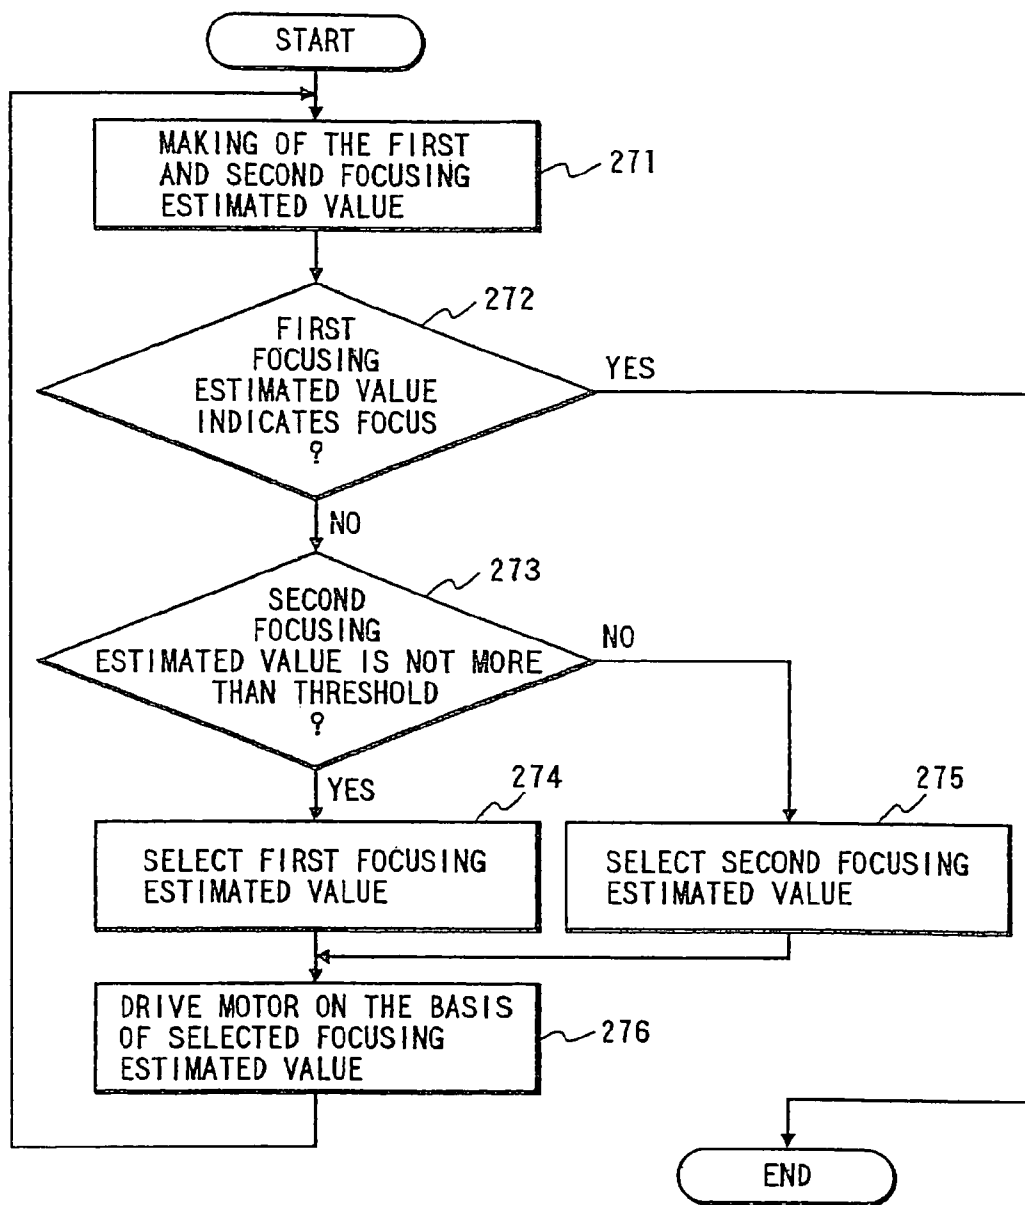 START
MAKING OF THE FIRST
AND SECOND FOCUSING
ESTIMATED VALUE
271
272
FIRST
FOCUSING
ESTIMATED VALUE
INDICATES FOCUS
?
YES
NO
273
SECOND
FOCUSING
ESTIMATED VALUE IS NOT MORE
THAN THRESHOLD
?
NO
YES
274
275
SELECT FIRST FOCUSING
ESTIMATED VALUE
SELECT SECOND FOCUSING
ESTIMATED VALUE
DRIVE MOTOR ON THE BASIS
OF SELECTED FOCUSING
ESTIMATED VALUE
276
END